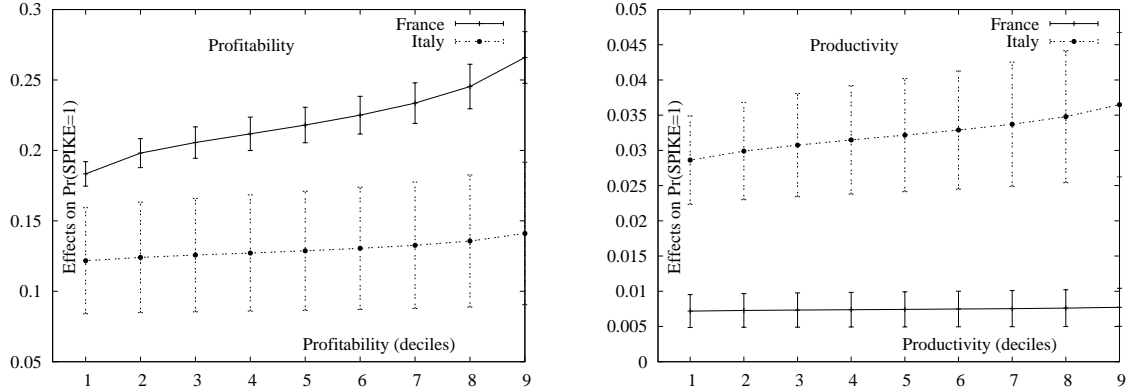 0.3
0.25
0.2
0.15
0.1
0.05
1 2 3 4 5 6 7 8 9
Effects on Pr(SPIKE=1)
Profitability (deciles)
Profitability
France
Italy
0.05
0.045
0.04
0.035
0.03
0.025
0.02
0.015
0.01
0.005
0
1 2 3 4 5 6 7 8 9
Effects on Pr(SPIKE=1)
Productivity (deciles)
Productivity
France
Italy